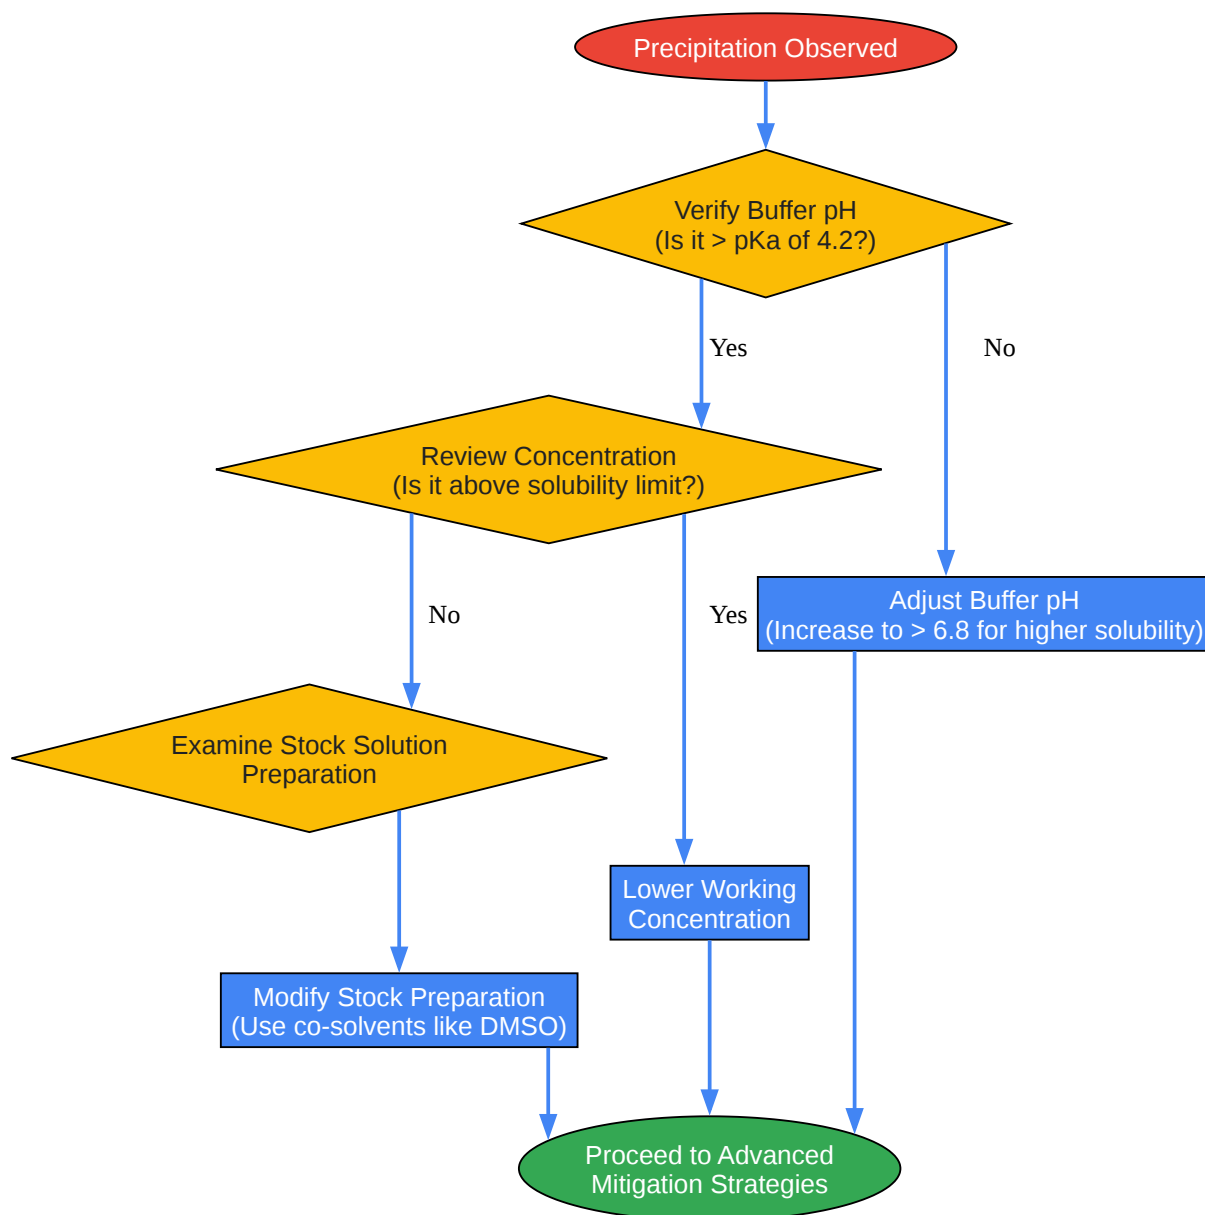 Precipitation Observed
Verify Buffer pH
(Is it > pKa of 4.2?)
Yes
No
Review Concentration
(Is it above solubility limit?)
No
Yes
Adjust Buffer pH
(Increase to > 6.8 for higher solubility)
Examine Stock Solution
Preparation
Lower Working
Concentration
Modify Stock Preparation
(Use co-solvents like DMSO)
Proceed to Advanced
Mitigation Strategies